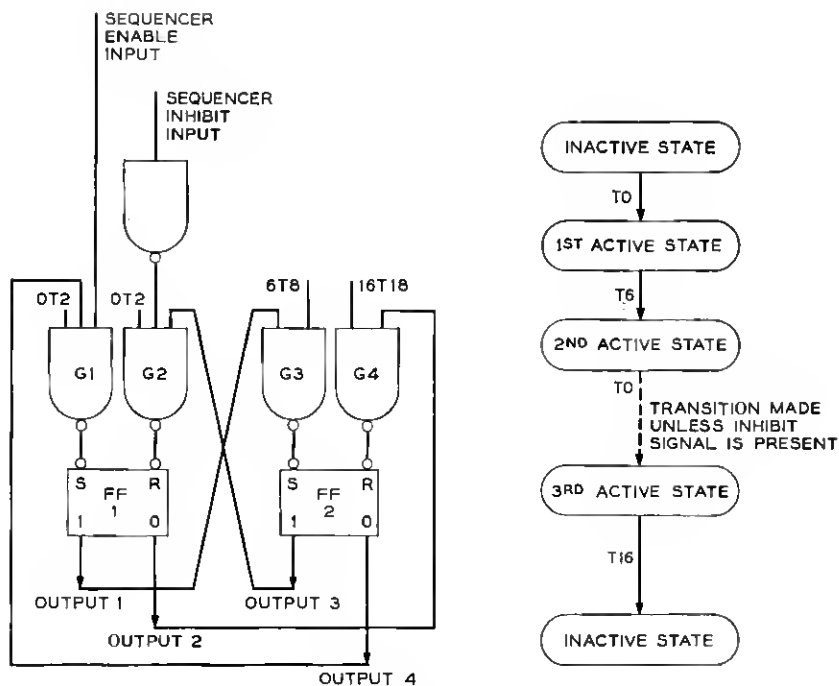 SEQUENCER
ENABLE
INPUT
SEQUENCER
INHIBIT
INPUT
0T2
0T2
6T8
16T18
G1
G2
G3
G4
S
R
FF
1
1
0
S
R
FF
2
1
0
OUTPUT 1
OUTPUT 3
OUTPUT 2
OUTPUT 4
INACTIVE STATE
T0
1ST ACTIVE STATE
T6
2ND ACTIVE STATE
T0
TRANSITION MADE
UNLESS INHIBIT
SIGNAL IS PRESENT
3RD ACTIVE STATE
T16
INACTIVE STATE